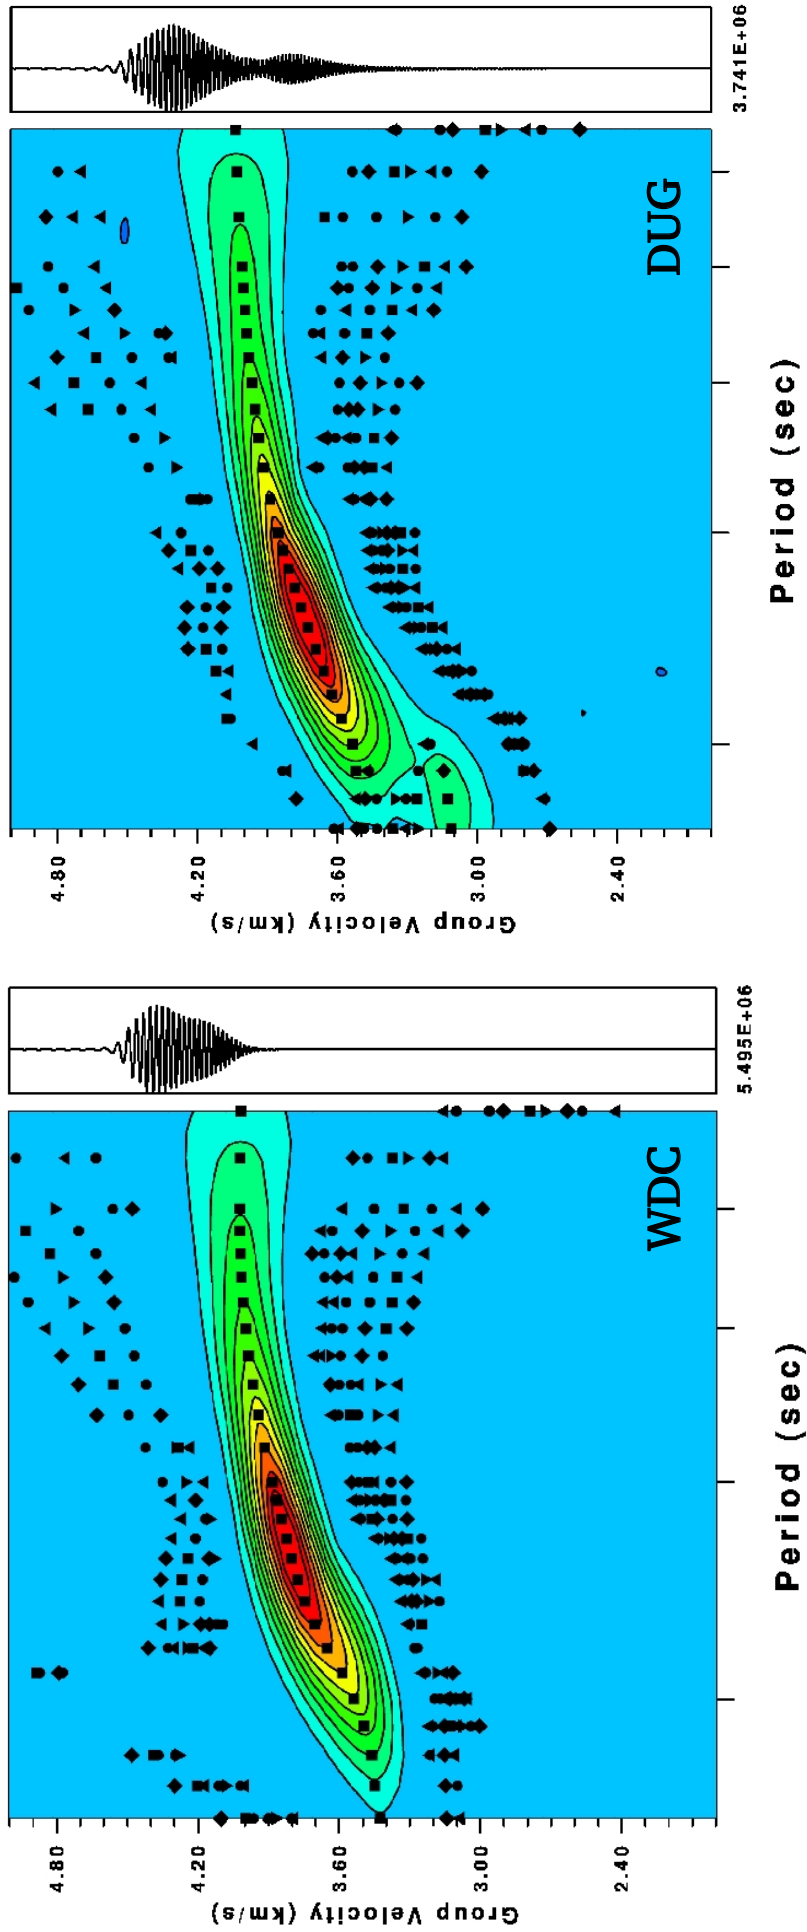 3.741E+06
DUG
Period (sec)
4.80
4.20
3.60
3.00
2.40
Group Velocity (km/s)
5.495E+06
WDC
Period (sec)
4.80
4.20
3.60
3.00
2.40
Group Velocity (km/s)